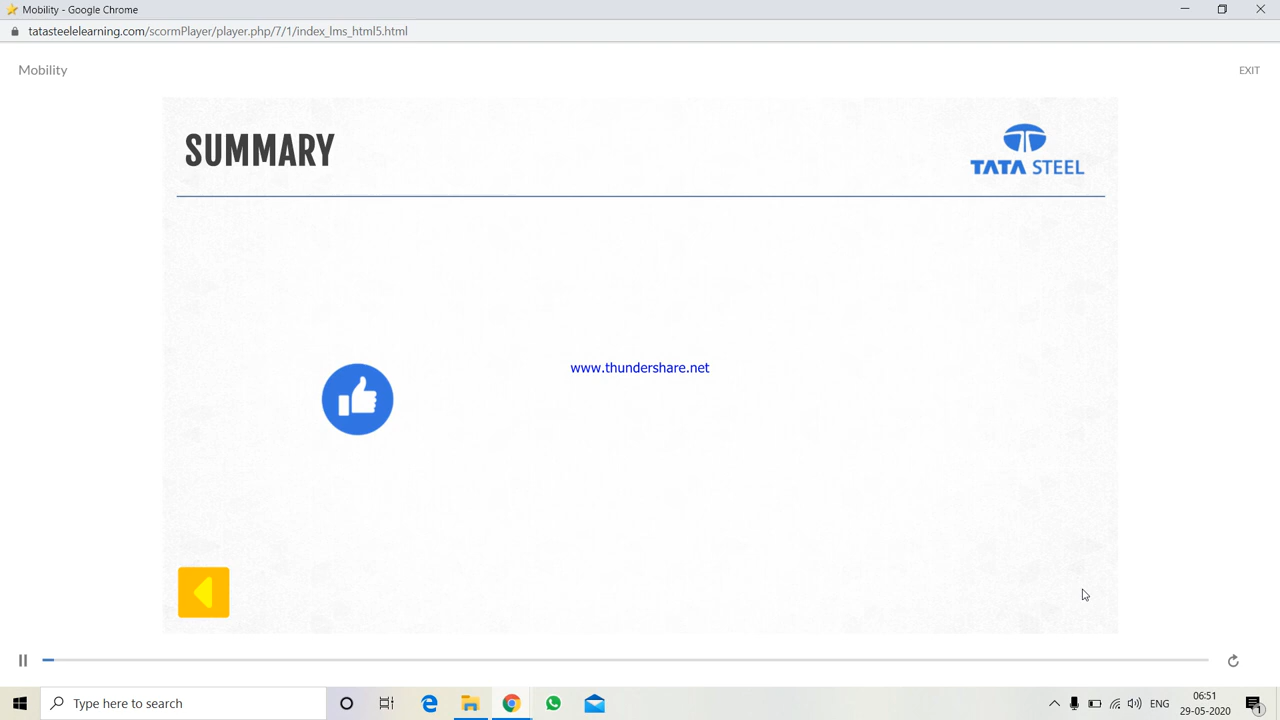 Mobility - Google Chrome
tatasteelelearning.com/scormPlayer/player.php/7/1/index_lms_html5.html
Mobility
EXIT
SUMMARY
TATA STEEL
www.thundershare.net
Type here to search
ENG
06:51
29-05-2020
1